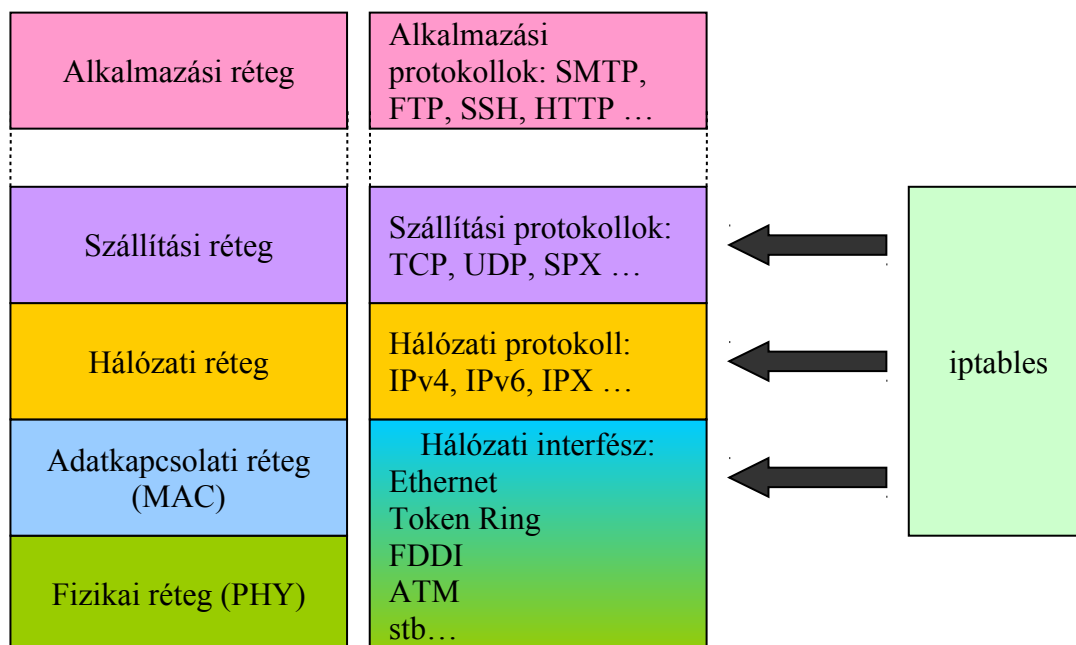 Alkalmazási réteg
Alkalmazási
protokollok: SMTP,
FTP, SSH, HTTP …
Szállítási réteg
Szállítási protokollok:
TCP, UDP, SPX …
Hálózati réteg
Hálózati protokoll:
IPv4, IPv6, IPX …
Adatkapcsolati réteg
(MAC)
Fizikai réteg (PHY)
Hálózati interfész:
Ethernet
Token Ring
FDDI
ATM
stb…
iptables